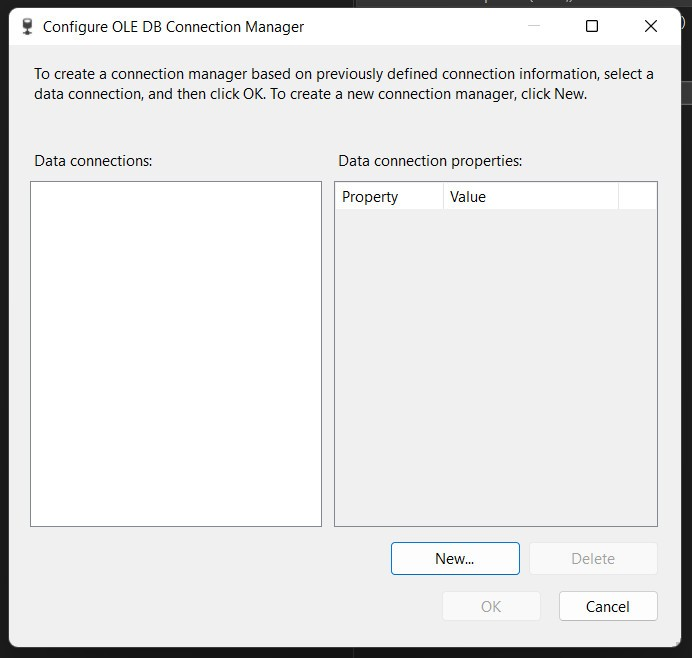 Configure OLE DB Connection Manager
To create a connection manager based on previously defined connection information, select a
data connection, and then click OK. To create a new connection manager, click New.
Data connections:
Data connection properties:
Property Value
New... Delete
OK Cancel